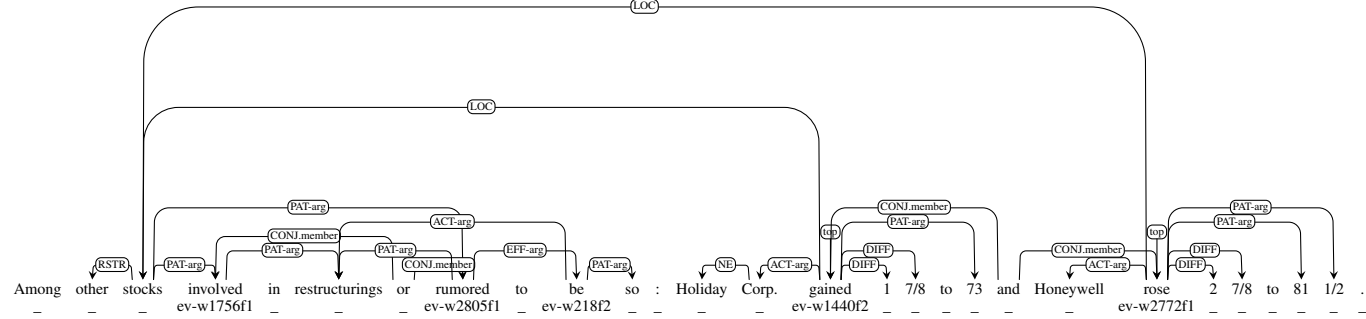 LOC
LOC
PAT-arg CONJ.member
ACT-arg PAT-arg PAT-arg
top top
CONJ.member
PAT-arg PAT-arg EFF-arg DIFF CONJ.member DIFF
RSTR PAT-arg CONJ.member PAT-arg NE ACT-arg DIFF ACT-arg DIFF
Among other stocks involved in restructurings or rumored to be so : Holiday Corp. gained 1 7/8 to 73 and Honeywell rose 2 7/8 to 81 1/2 .
ev-w1756f1 ev-w2805f1 ev-w218f2 ev-w1440f2 ev-w2772f1
_ _ _ _ _ _ _ _ _ _ _ _ _ _ _ _ _ _ _ _ _ _ _ _